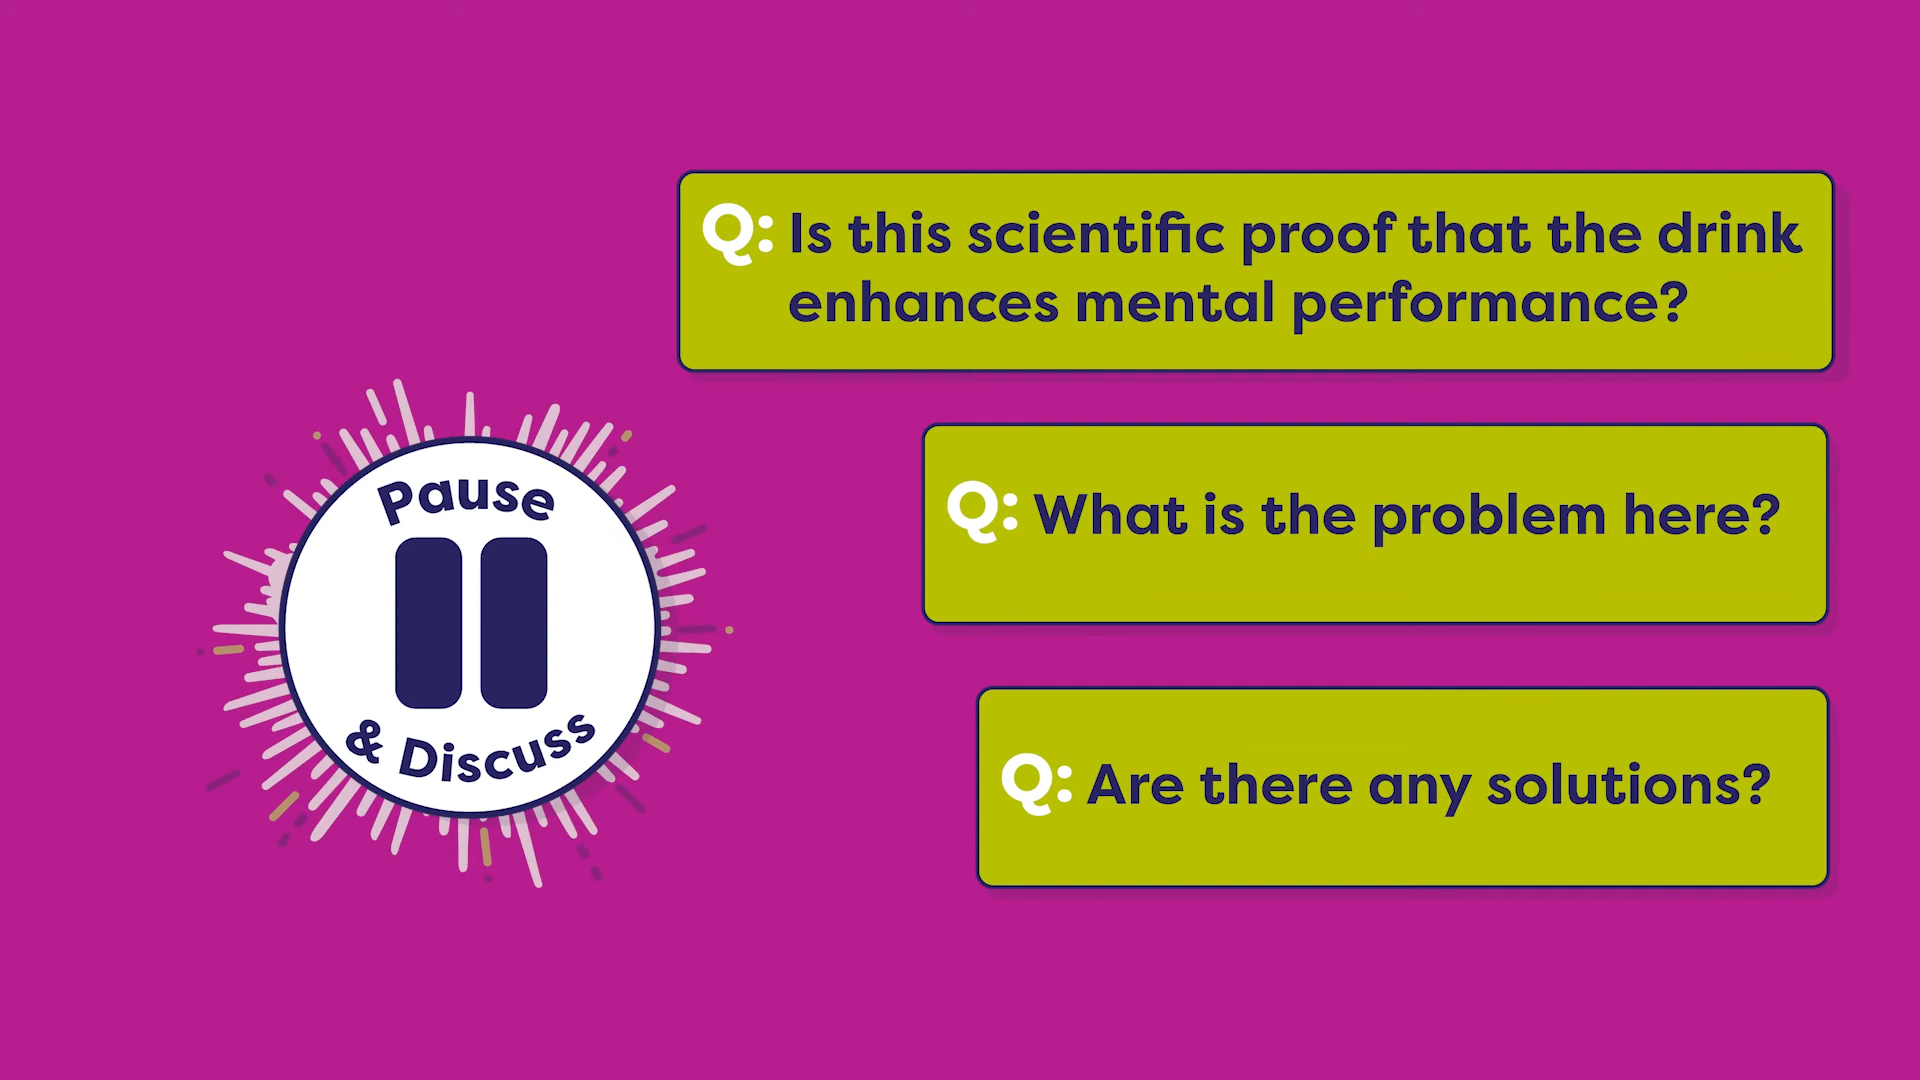 Pause
& Discuss
Q: Is this scientific proof that the drink
enhances mental performance?
Q: What is the problem here?
Q: Are there any solutions?